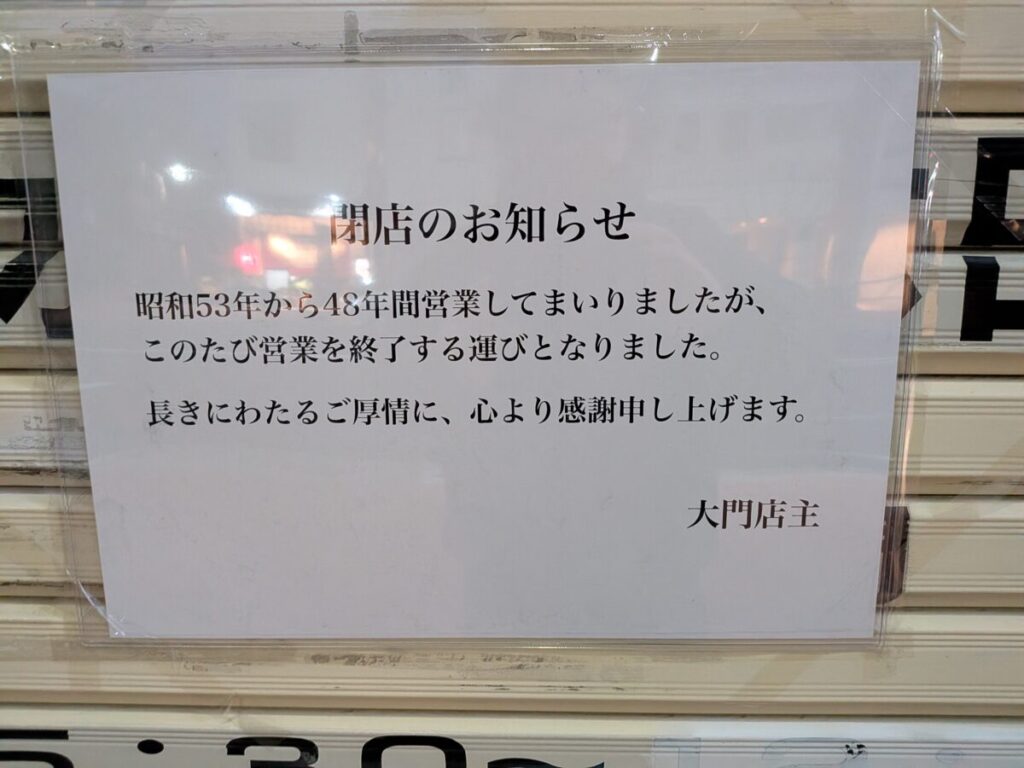 閉店のお知らせ
昭和53年から48年間営業してまいりましたが、
このたび営業を終了する運びとなりました。
長きにわたるご厚情に、心より感謝申し上げます。
大門店主
5:30~12: